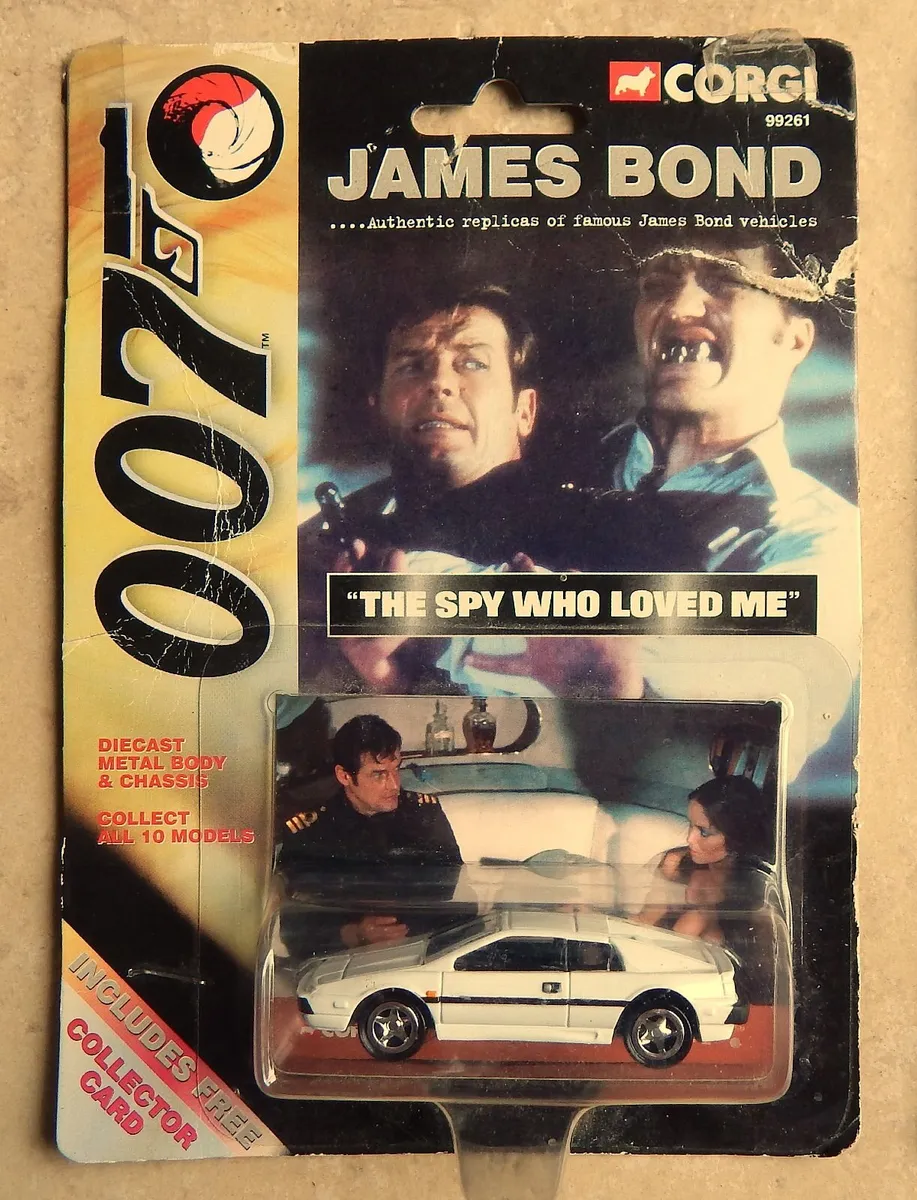 CORGI
99261
JAMES BOND
....Authentic replicas of famous James Bond vehicles
007
TM
"THE SPY WHO LOVED ME"
DIECAST
METAL BODY
& CHASSIS
COLLECT
ALL 10 MODELS
INCLUDES FREE
COLLECTOR
CARD